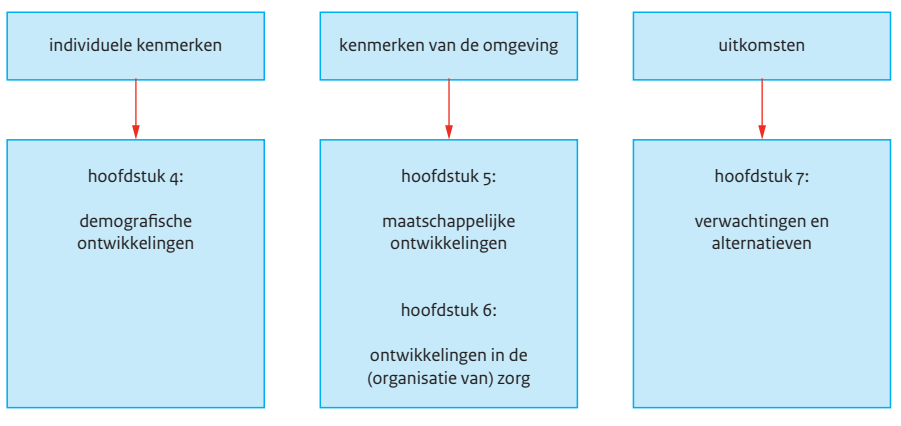 individuele kenmerken
kenmerken van de omgeving
uitkomsten
hoofdstuk 4:
demografische
ontwikkelingen
hoofdstuk 5:
maatschappelijke
ontwikkelingen
hoofdstuk 6:
ontwikkelingen in de
(organisatie van) zorg
hoofdstuk 7:
verwachtingen en
alternatieven